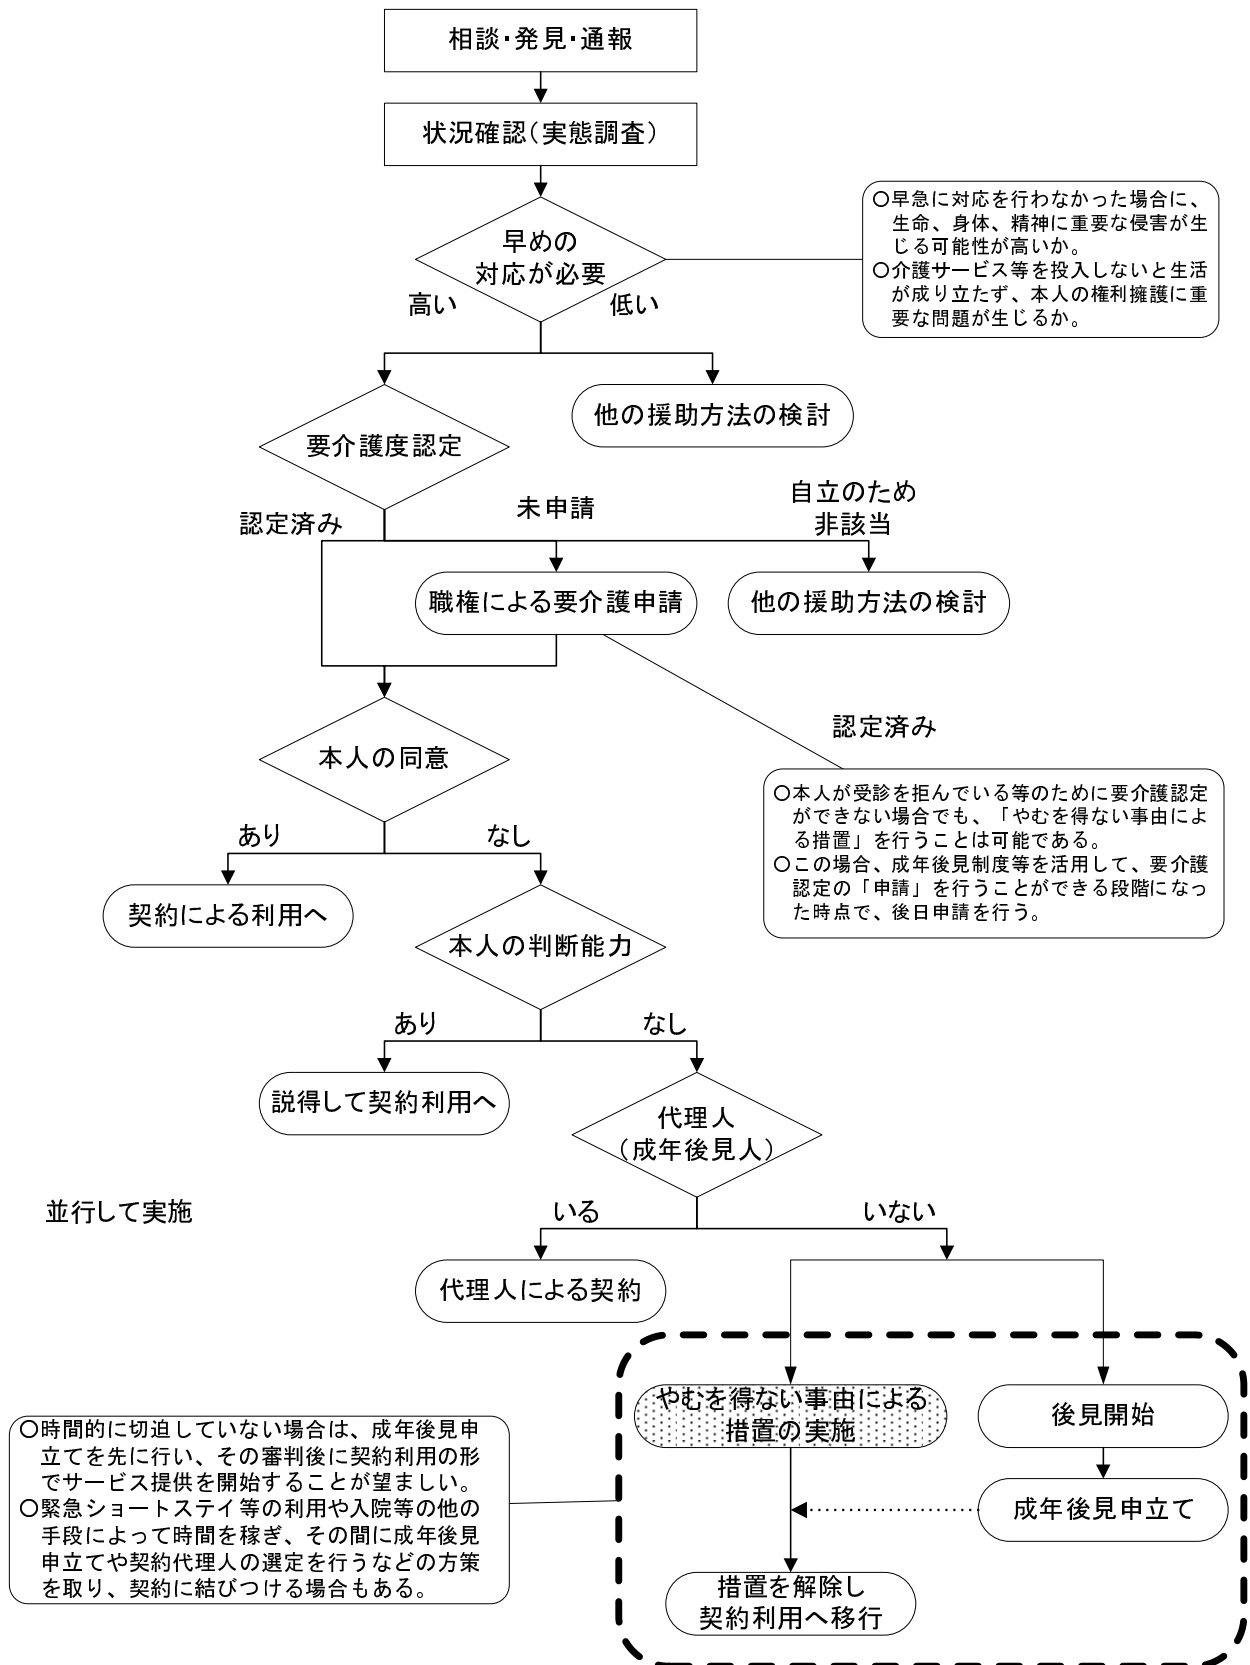 相談・発見・通報
状況確認（実態調査）
早めの
対応が必要
高い
低い
○早急に対応を行わなかった場合に、
生命、身体、精神に重要な侵害が生
じる可能性が高いか。
○介護サービス等を投入しないと生活
が成り立たず、本人の権利擁護に重
要な問題が生じるか。
要介護度認定
他の援助方法の検討
認定済み
未申請
自立のため
非該当
職権による要介護申請
他の援助方法の検討
本人の同意
認定済み
○本人が受診を拒んでいる等のために要介護認定
ができない場合でも、「やむを得ない事由によ
る措置」を行うことは可能である。
○この場合、成年後見制度等を活用して、要介護
認定の「申請」を行うことができる段階になっ
た時点で、後日申請を行う。
あり
なし
契約による利用へ
本人の判断能力
あり
なし
説得して契約利用へ
代理人
（成年後見人）
並行して実施
いる
いない
代理人による契約
やむを得ない事由による
措置の実施
後見開始
成年後見申立て
○時間的に切迫していない場合は、成年後見申
立てを先に行い、その審判後に契約利用の形
でサービス提供を開始することが望ましい。
○緊急ショートステイ等の利用や入院等の他の
手段によって時間を稼ぎ、その間に成年後見
申立てや契約代理人の選定を行うなどの方策
を取り、契約に結びつける場合もある。
措置を解除し
契約利用へ移行